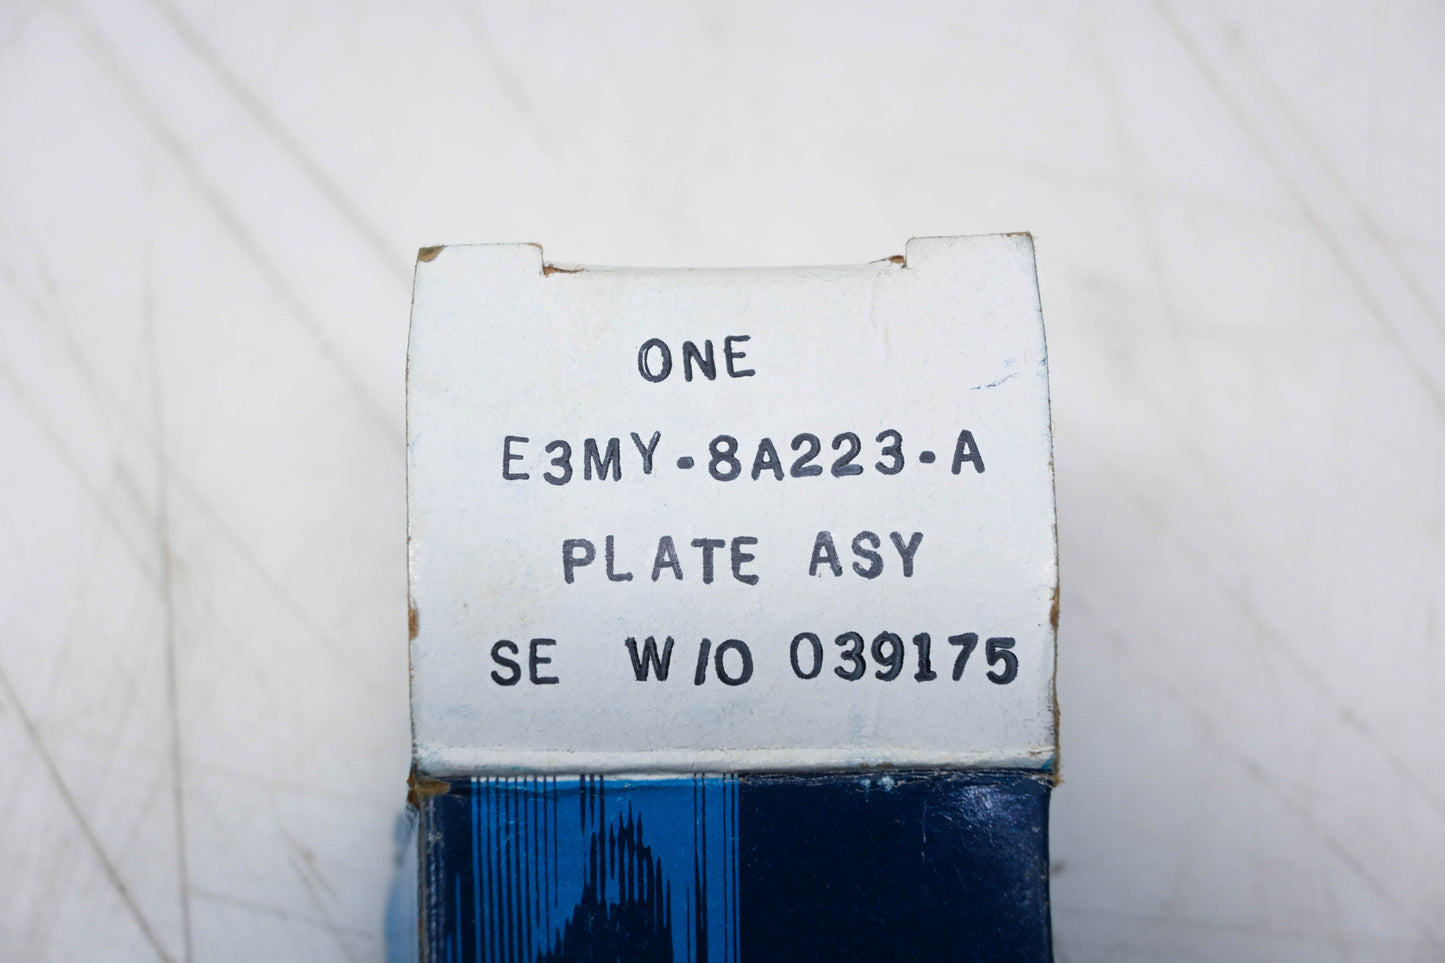 ONE
E3MY-8A223-A
PLATE ASY
SE W/O 039175